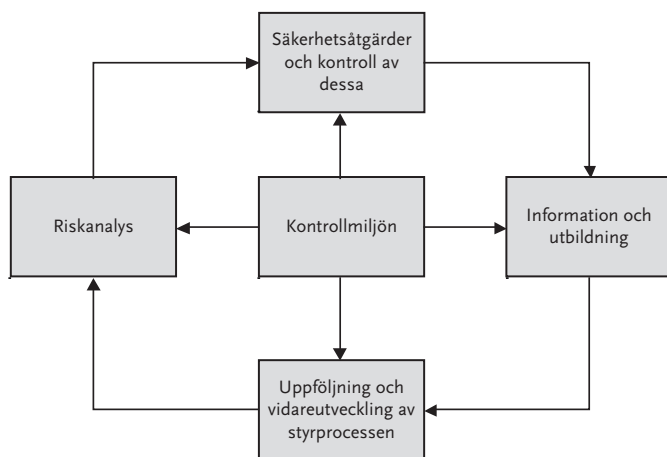 Säkerhetsåtgärder
och kontroll av
dessa
Riskanalys
Kontrollmiljön
Information och
utbildning
Uppföljning och
vidareutveckling av
styrprocessen